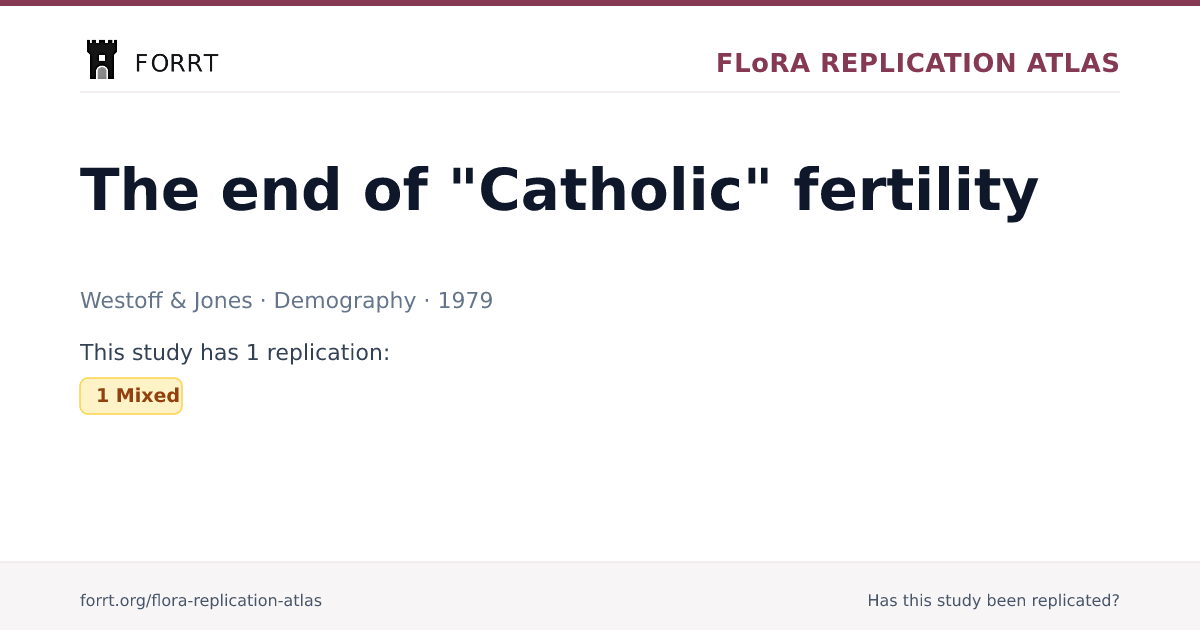 FORRT
FLoRA REPLICATION ATLAS
The end of "Catholic" fertility
Westoff & Jones · Demography · 1979
This study has 1 replication:
1 Mixed
forrt.org/flora-replication-atlas
Has this study been replicated?